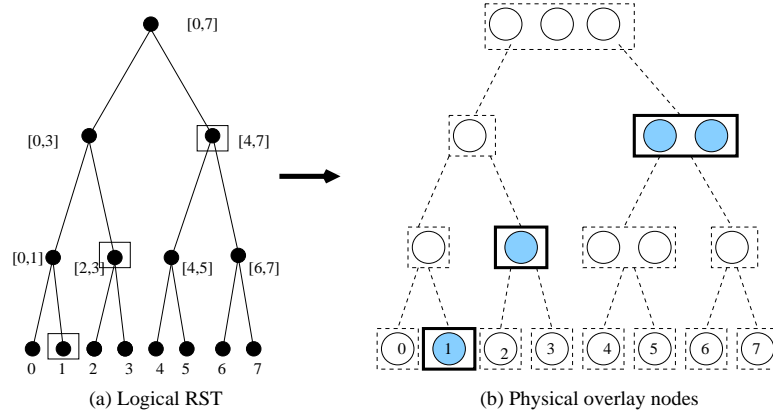 [0,7]
[0,3]
[4,7]
[0,1]
[2,3]
[4,5]
[6,7]
0 1 2 3 4 5 6 7
0 1 2 3 4 5 6 7
(a) Logical RST
(b) Physical overlay nodes